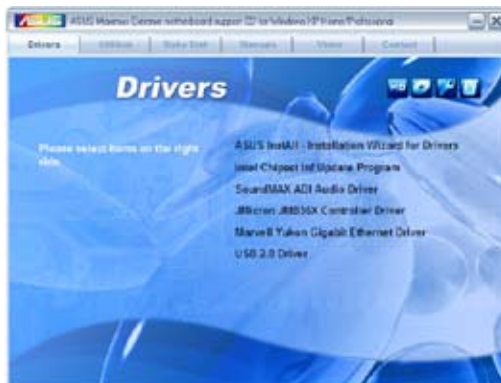 ASUS Maximus Extreme motherboard support CD for Windows XP Home/Professional
Drivers Utilities Make Disk Manuals Video Contact
Drivers
Please select items on the right side.
ASUS InstAll - Installation Wizard for Drivers
Intel Chipset Inf Update Program
SoundMAX ADI Audio Driver
JMicron JMB36X Controller Driver
Marvell Yukon Gigabit Ethernet Driver
USB 2.0 Driver